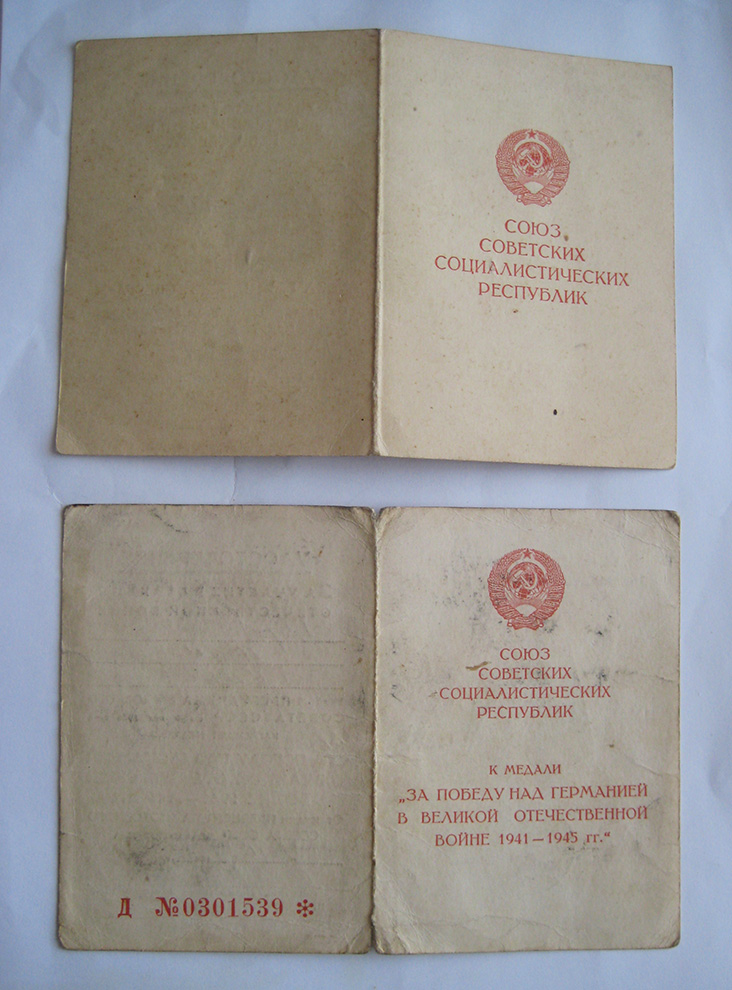 СОЮЗ
СОВЕТСКИХ
СОЦИАЛИСТИЧЕСКИХ
РЕСПУБЛИК
Д №0301539 *
СОЮЗ
СОВЕТСКИХ
СОЦИАЛИСТИЧЕСКИХ
РЕСПУБЛИК
К МЕДАЛИ
„ЗА ПОБЕДУ НАД ГЕРМАНИЕЙ
В ВЕЛИКОЙ ОТЕЧЕСТВЕННОЙ
ВОЙНЕ 1941—1945 гг.“